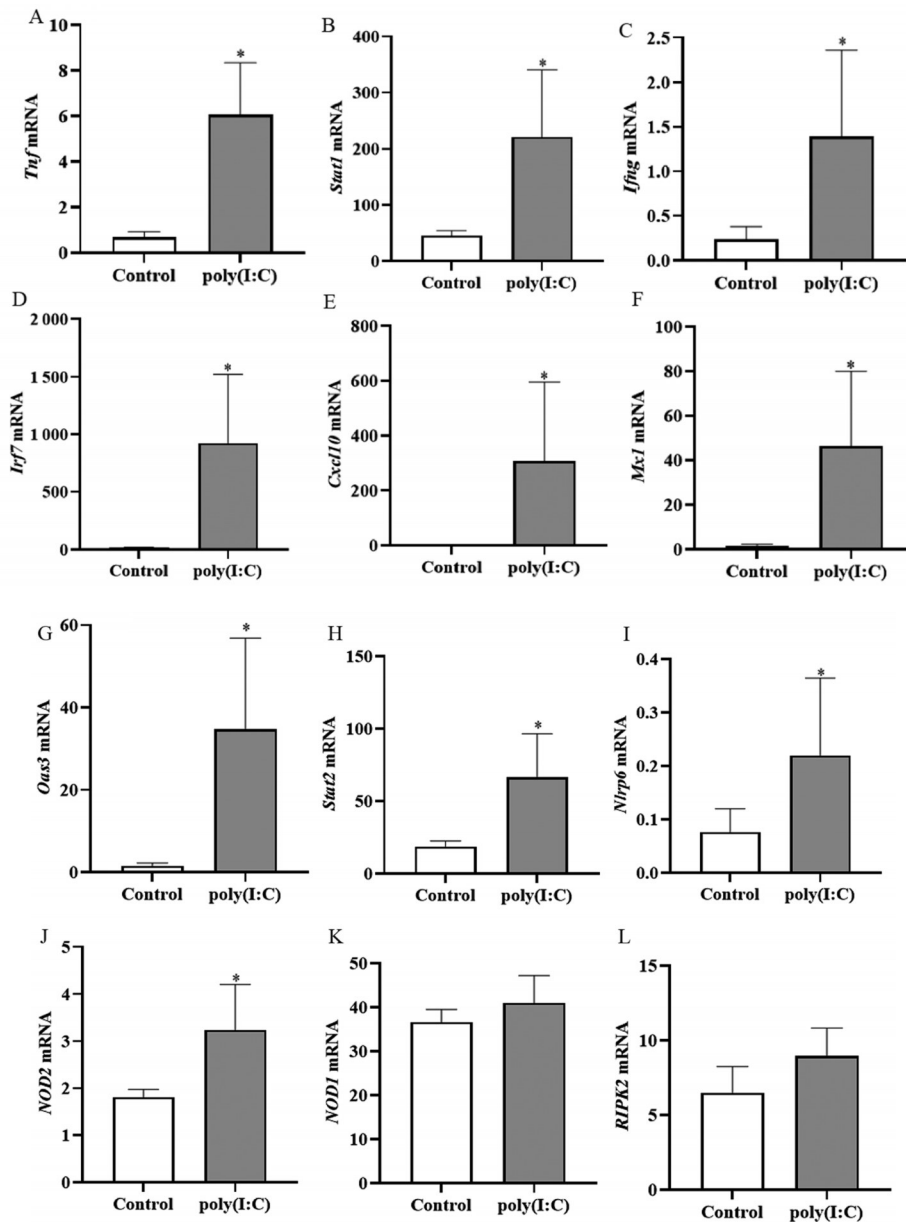 A
Tnf mRNA
10
8
6
4
2
0
*
Control poly(I:C)
B
Stat1 mRNA
400
300
200
100
0
*
Control poly(I:C)
C
Ifng mRNA
2.5
2.0
1.5
1.0
0.5
0.0
*
Control poly(I:C)
D
Irf7 mRNA
2 000
1 500
1 000
500
0
*
Control poly(I:C)
E
Cxcl10 mRNA
800
600
400
200
0
*
Control poly(I:C)
F
Mx1 mRNA
100
80
60
40
20
0
*
Control poly(I:C)
G
Oas3 mRNA
60
40
20
0
*
Control poly(I:C)
H
Stat2 mRNA
150
100
50
0
*
Control poly(I:C)
I
Nlrp6 mRNA
0.4
0.3
0.2
0.1
0.0
*
Control poly(I:C)
J
NOD2 mRNA
5
4
3
2
1
0
*
Control poly(I:C)
K
NOD1 mRNA
50
40
30
20
10
0
Control poly(I:C)
L
RIPK2 mRNA
15
10
5
0
Control poly(I:C)